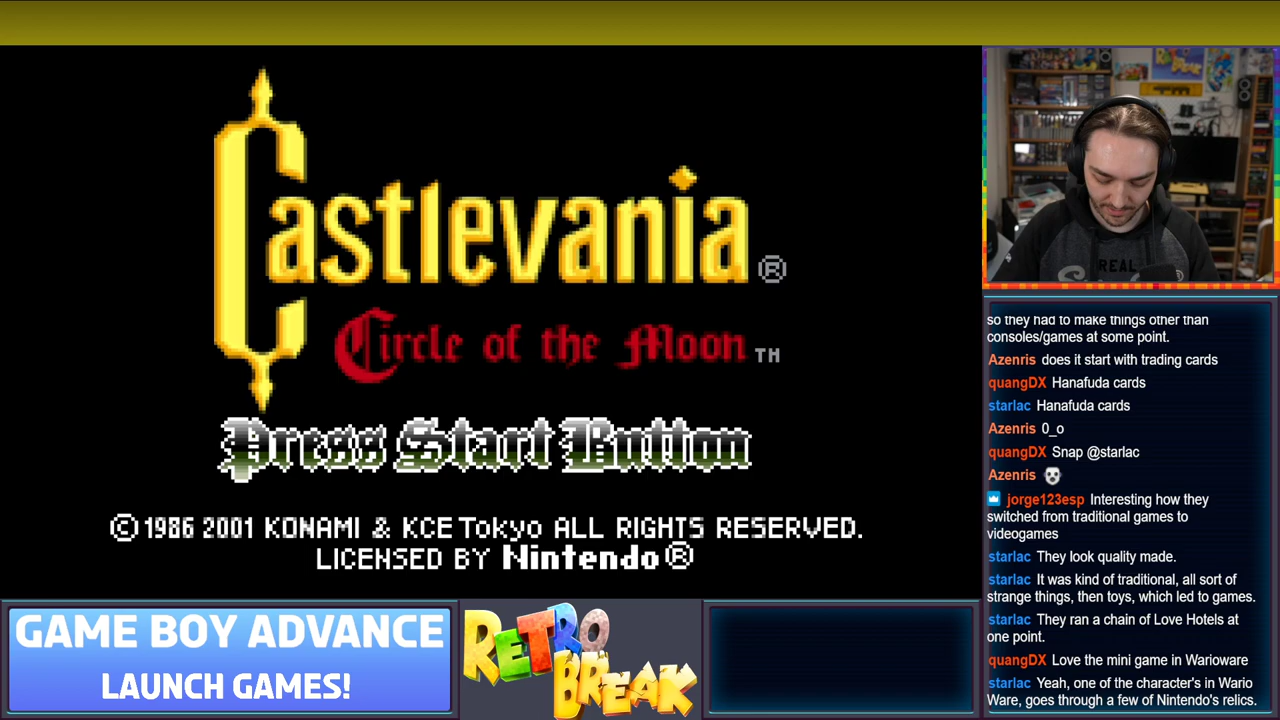 Castlevania®
Circle of the Moon TM
Press Start Button
© 1986 2001 KONAMI & KCE Tokyo ALL RIGHTS RESERVED.
LICENSED BY Nintendo®
GAME BOY ADVANCE
LAUNCH GAMES!
RETRO
BREAK
REAL
so they had to make things other than
consoles/games at some point.
Azenris does it start with trading cards
quangDX Hanafuda cards
starlac Hanafuda cards
Azenris 0_o
quangDX Snap @starlac
Azenris
jorge123esp Interesting how they
switched from traditional games to
videogames
starlac They look quality made.
starlac It was kind of traditional, all sort of
strange things, then toys, which led to games.
starlac They ran a chain of Love Hotels at
one point.
quangDX Love the mini game in Warioware
starlac Yeah, one of the character's in Wario
Ware, goes through a few of Nintendo's relics.